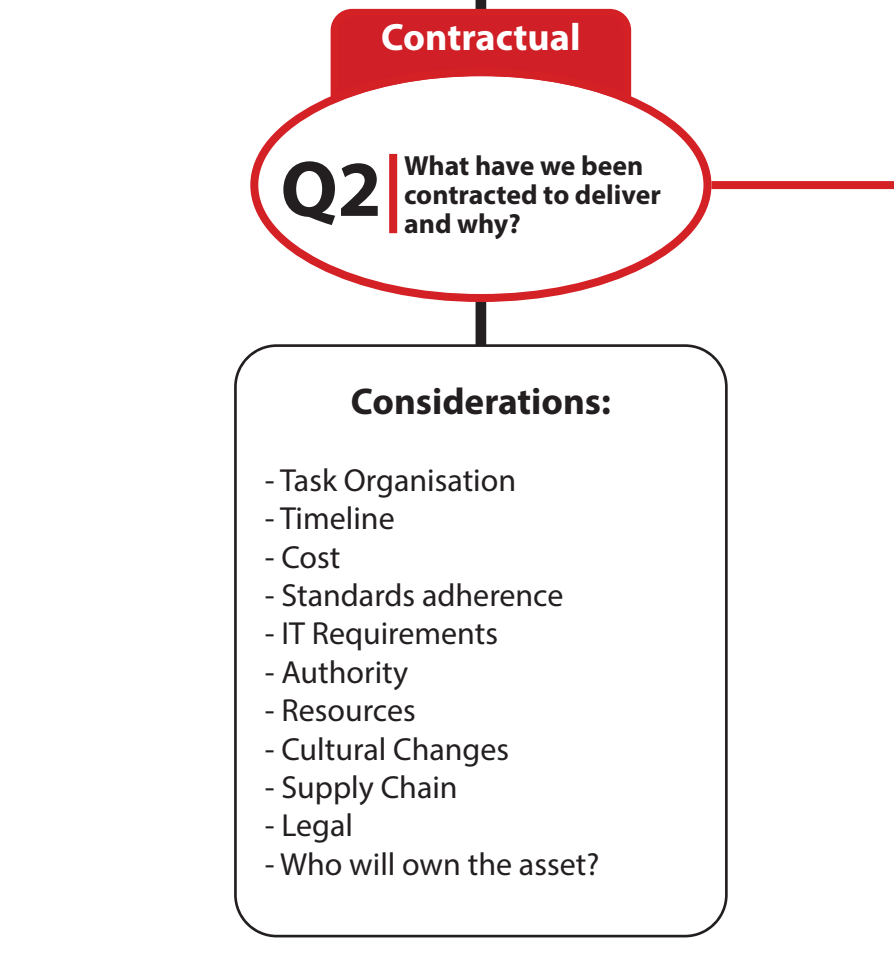 Contractual
Q2
What have we been
contracted to deliver
and why?
Considerations:
- Task Organisation
- Timeline
- Cost
- Standards adherence
- IT Requirements
- Authority
- Resources
- Cultural Changes
- Supply Chain
- Legal
- Who will own the asset?